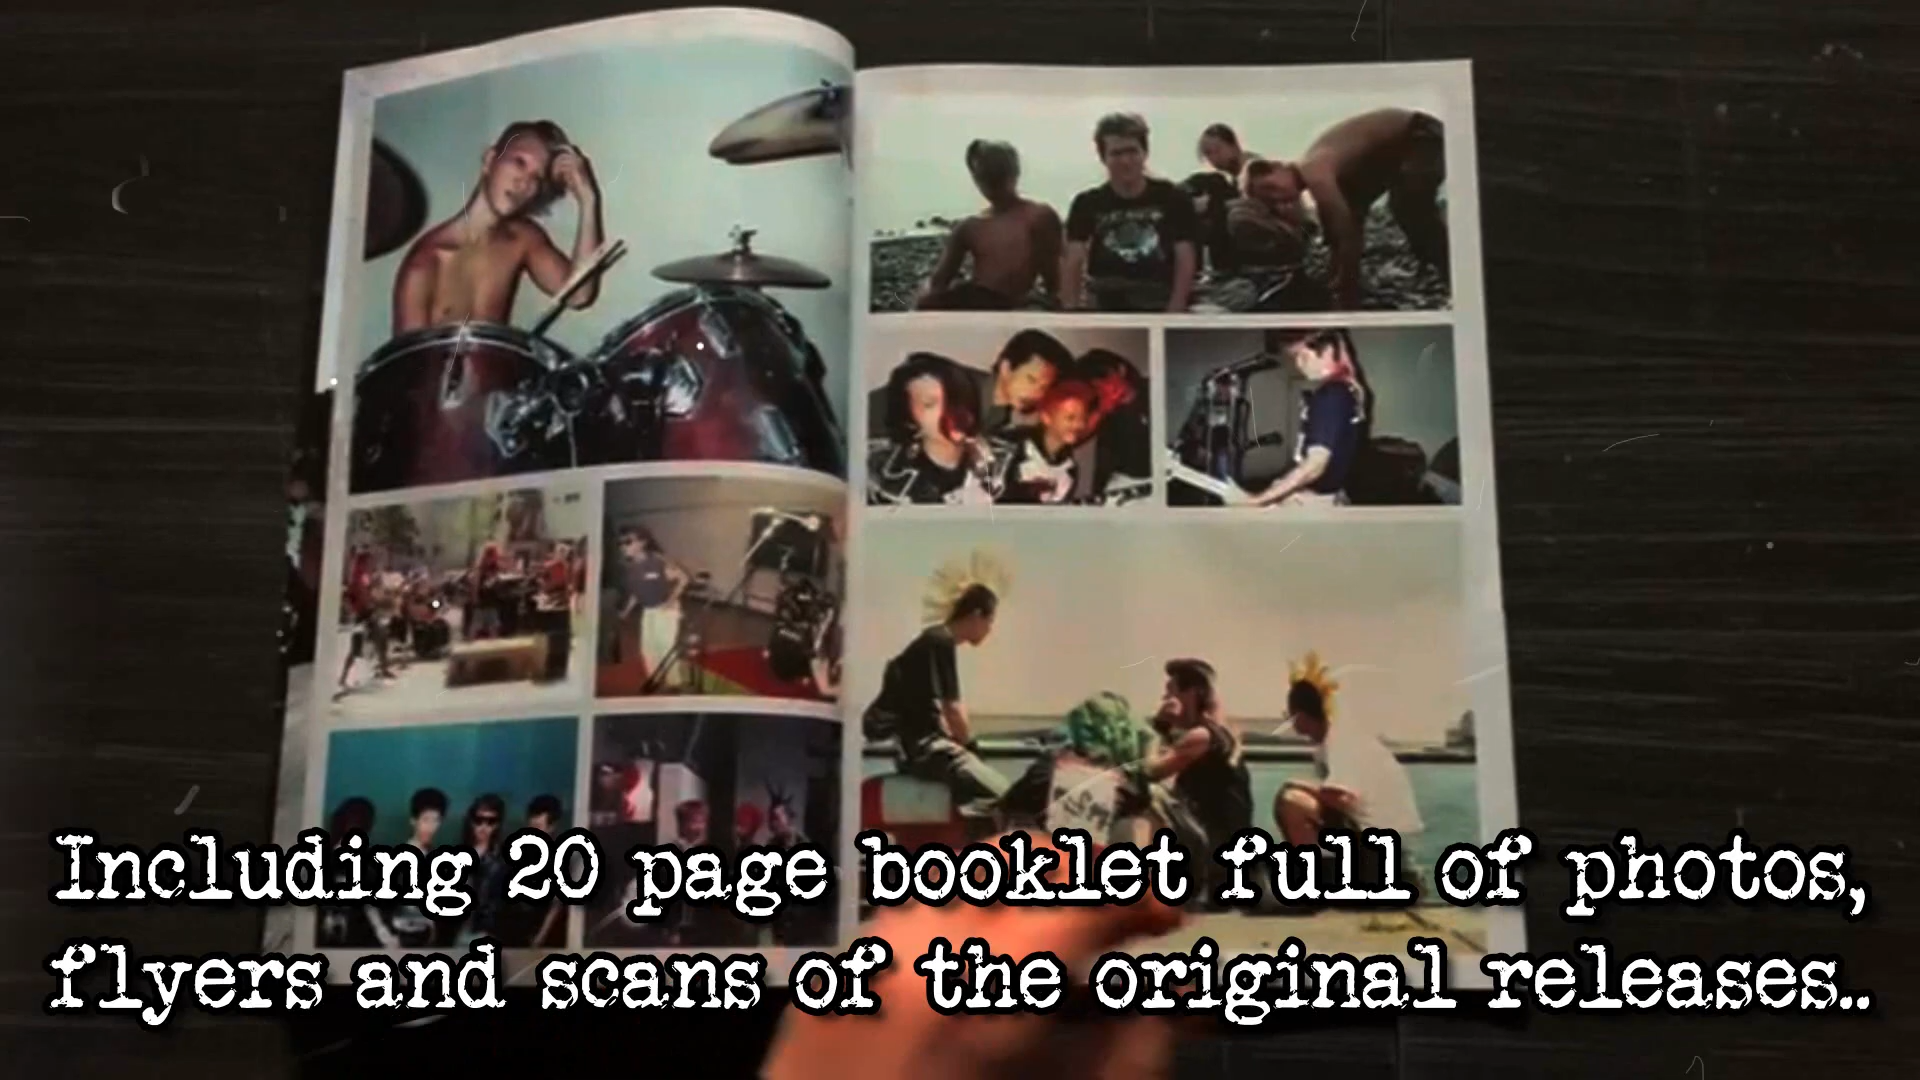 Including 20 page booklet full of photos,
flyers and scans of the original releases..